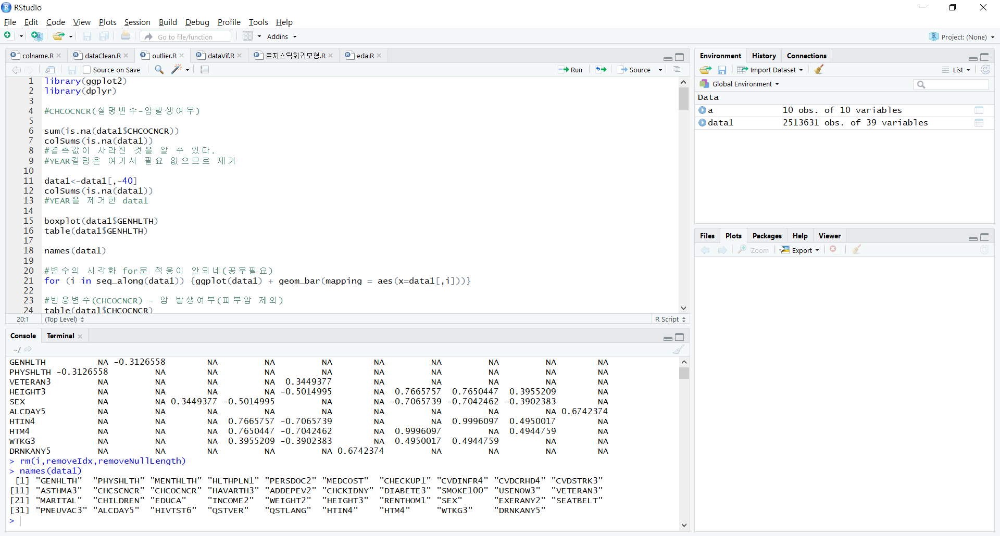 RStudio
File Edit Code View Plots Session Build Debug Profile Tools Help
Go to file/function Addins Project: (None)
colname.R dataClean.R outlier.R dataVif.R 로지스틱회귀모형.R eda.R
Source on Save Run Source
1 library(ggplot2)
2 library(dplyr)
3
4 #CHCOCNCR(설명변수-암발생여부)
5
6 sum(is.na(data1$CHCOCNCR))
7 colSums(is.na(data1))
8 #결측값이 사라진 것을 알 수 있다.
9 #YEAR컬럼은 여기서 필요 없으므로 제거
10
11 data1<-data1[,-40]
12 colSums(is.na(data1))
13 #YEAR을 제거한 data1
14
15 boxplot(data1$GENHLTH)
16 table(data1$GENHLTH)
17
18 names(data1)
19
20 #변수의 시각화 for문 적용이 안되네(공부필요)
21 for (i in seq_along(data1)) {ggplot(data1) + geom_bar(mapping = aes(x=data1[,i]))}
22
23 #반응변수(CHCOCNCR) - 암 발생여부(피부암 제외)
24 table(data1$CHCOCNCR)
20:1 (Top Level) R Script
Console Terminal
~/
GENHLTH NA -0.3126558 NA NA NA NA NA NA NA NA
PHYSHLTH -0.3126558 NA NA NA NA NA NA NA NA NA
VETERAN3 NA NA NA NA 0.3449377 NA NA NA NA NA
HEIGHT3 NA NA NA NA -0.5014995 NA 0.7665757 0.7650447 0.3955209 NA
SEX NA NA 0.3449377 -0.5014995 NA NA -0.7065739 -0.7042462 -0.3902383 NA
ALCDAY5 NA NA NA NA NA NA NA NA NA 0.6742374
HTIN4 NA NA NA 0.7665757 -0.7065739 NA NA 0.9996097 0.4950017 NA
HTM4 NA NA NA 0.7650447 -0.7042462 NA 0.9996097 NA 0.4944759 NA
WTKG3 NA NA NA 0.3955209 -0.3902383 NA 0.4950017 0.4944759 NA NA
DRNKANY5 NA NA NA NA NA 0.6742374 NA NA NA NA
> rm(i,removeIdx,removeNullLength)
> names(data1)
[1] "GENHLTH" "PHYSHLTH" "MENTHLTH" "HLTHPLN1" "PERSDOC2" "MEDCOST" "CHECKUP1" "CVDINFR4" "CVDCRHD4" "CVDSTRK3"
[11] "ASTHMA3" "CHCSCNCR" "CHCOCNCR" "HAVARTH3" "ADDEPEV2" "CHCKIDNY" "DIABETE3" "SMOKE100" "USENOW3" "VETERAN3"
[21] "MARITAL" "CHILDREN" "EDUCA" "INCOME2" "WEIGHT2" "HEIGHT3" "RENTHOM1" "SEX" "EXERANY2" "SEATBELT"
[31] "PNEUVAC3" "ALCDAY5" "HIVTST6" "QSTVER" "QSTLANG" "HTIN4" "HTM4" "WTKG3" "DRNKANY5"
>
Environment History Connections
Import Dataset List
Global Environment
Data
a 10 obs. of 10 variables
data1 2513631 obs. of 39 variables
Files Plots Packages Help Viewer
Zoom Export